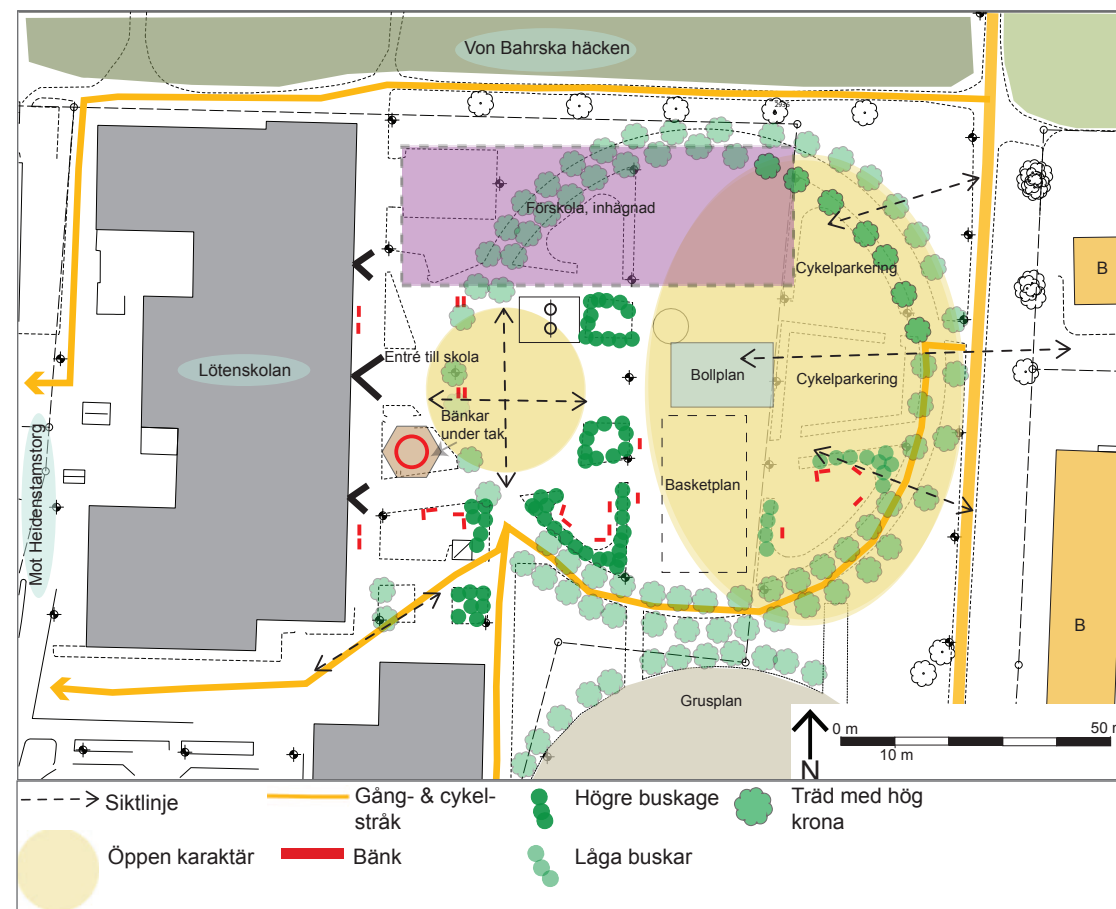 Von Bahrska häcken
Förskola, inhägnad
Cykelparkering
B
Entré till skola
Lötenskolan
Bollplan
Cykelparkering
Bänkar
under tak
Mot Heidenstamstorg
Basketplan
B
Grusplan
0 m
50 m
10 m
N
Siktlinje
Gång- & cykel-
stråk
Högre buskage
Träd med hög
krona
Öppen karaktär
Bänk
Låga buskar